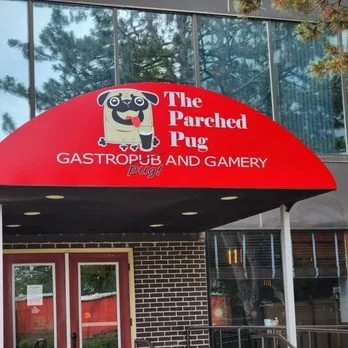 The
Parched
Pug
GASTROPUB AND GAMERY
pug!